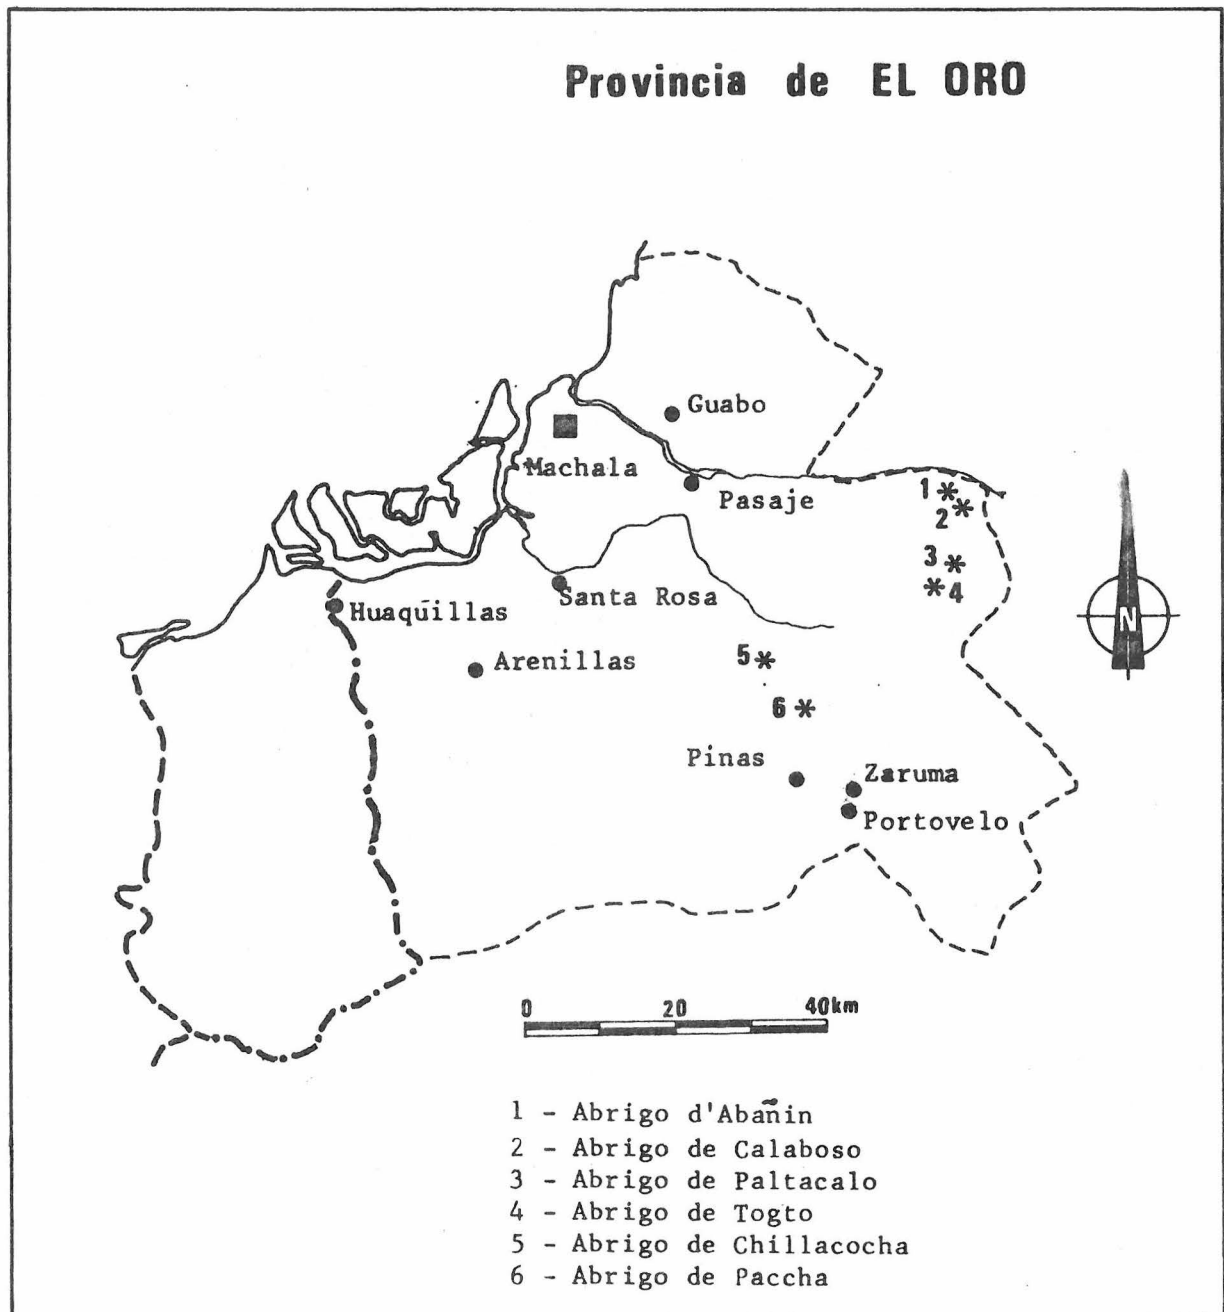 Provincia de EL ORO
Guabo
Machala
Pasaje
1
2
3
4
Santa Rosa
Huaqüillas
Arenillas
5
6
N
Pinas
Zaruma
Portovelo
0 20 40km
1 - Abrigo d'Abañin
2 - Abrigo de Calaboso
3 - Abrigo de Paltacalo
4 - Abrigo de Togto
5 - Abrigo de Chillacocha
6 - Abrigo de Paccha